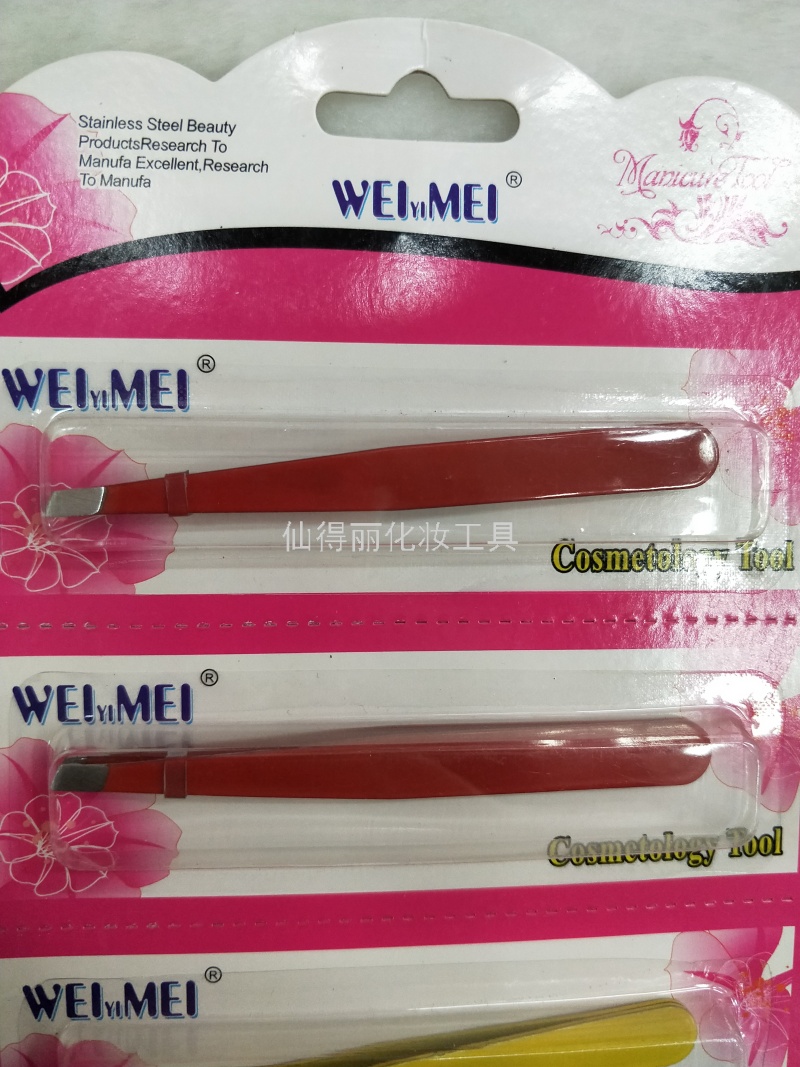 Stainless Steel Beauty
ProductsResearch To
Manufa Excellent,Research
To Manufa
WEIYIMEI®
Manicure Tool
WEIYIMEI®
仙得丽化妆工具
Cosmetology Tool
WEIYIMEI®
Cosmetology Tool
WEIYIMEI®